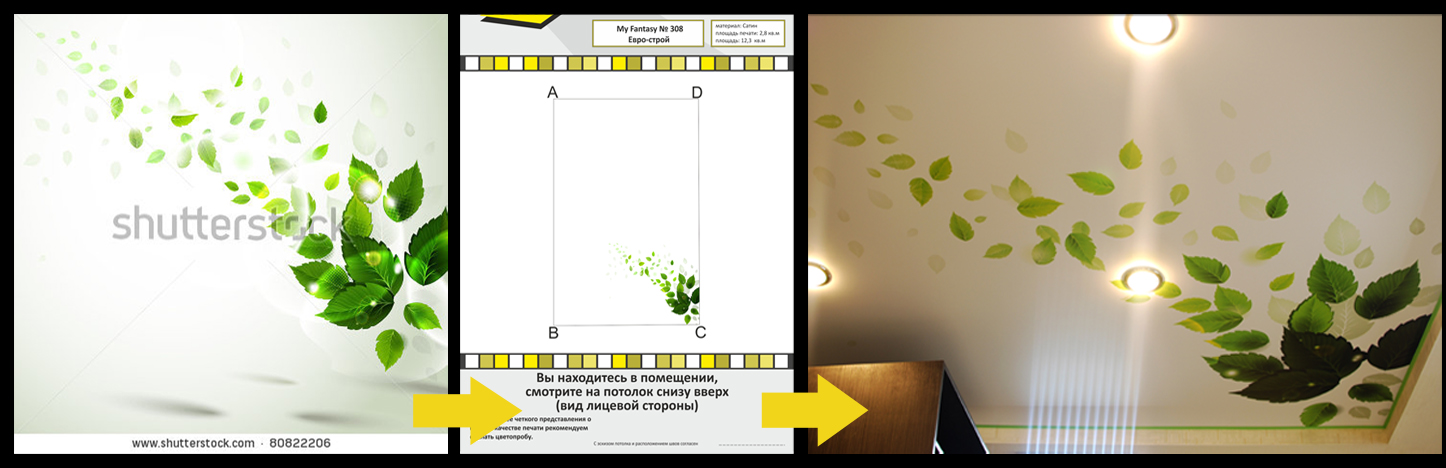 shutterstock
www.shutterstock.com · 80822206
My Fantasy № 308
Евро-строй
материал: Сатин
площадь печати: 2,8 кв.м
площадь: 12,3 кв.м
A
D
B
C
Вы находитесь в помещении,
смотрите на потолок снизу вверх
(вид лицевой стороны)
четкого представления о
качестве печати рекомендуем
цветопробу.
С эскизом потолка и расположением швов согласен